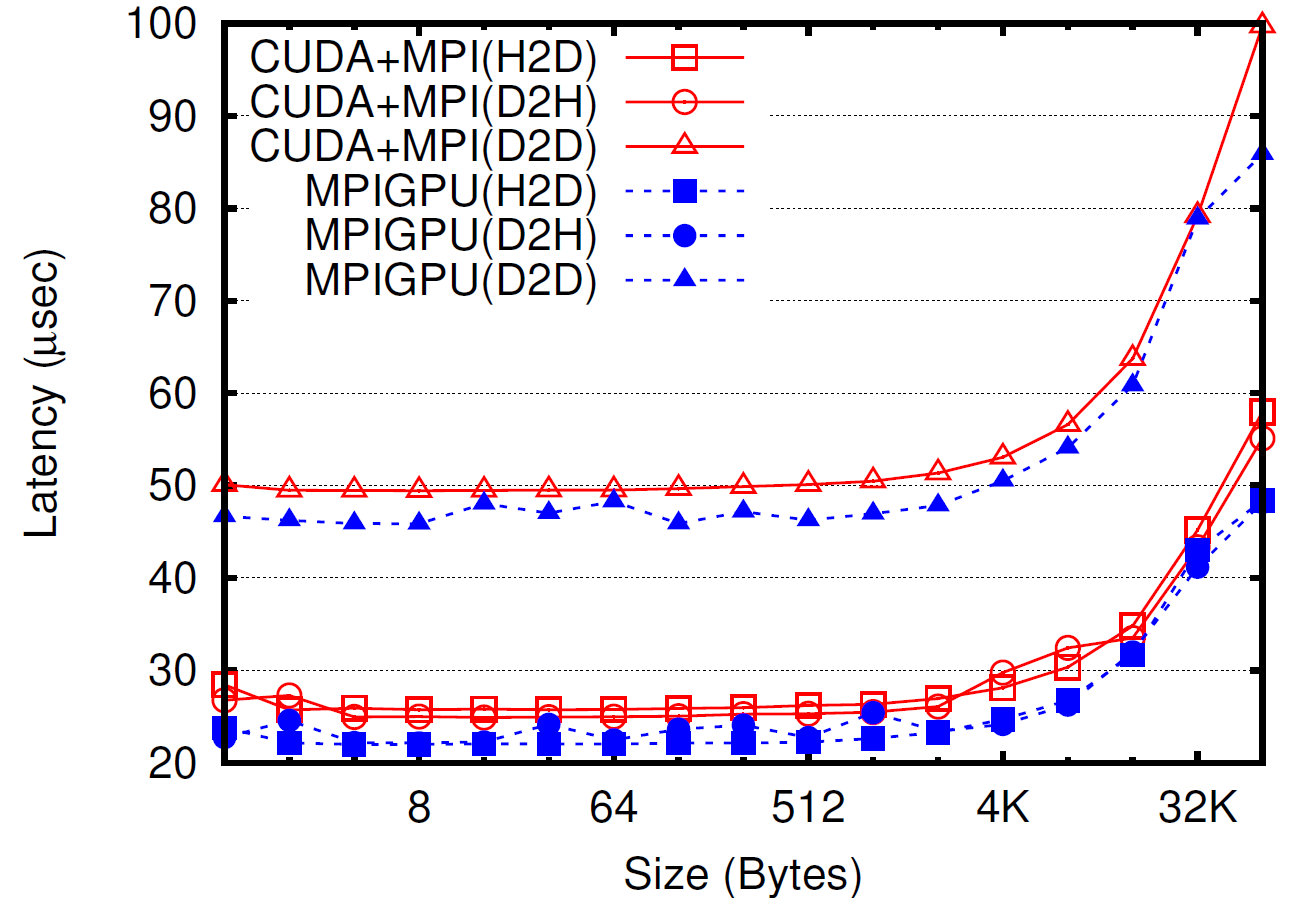 100
90
80
70
60
50
40
30
20
Latency (μsec)
CUDA+MPI(H2D)
CUDA+MPI(D2H)
CUDA+MPI(D2D)
MPIGPU(H2D)
MPIGPU(D2H)
MPIGPU(D2D)
8 64 512 4K 32K
Size (Bytes)